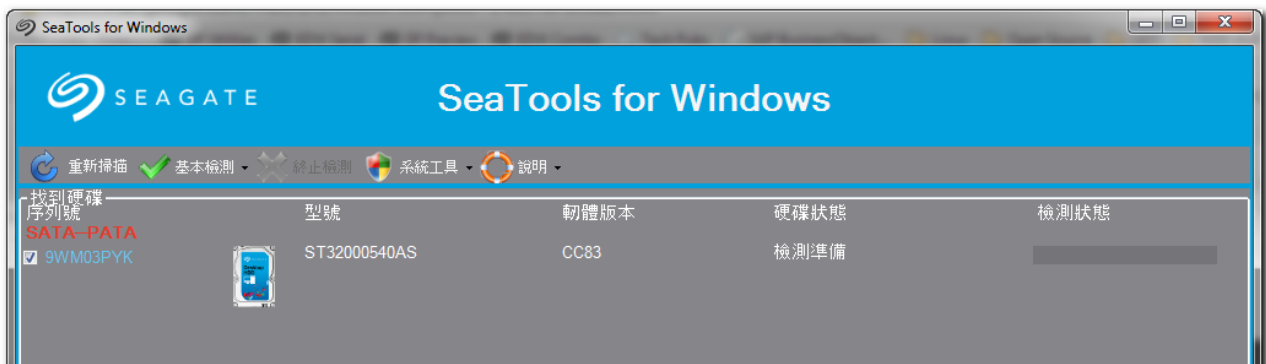 SeaTools for Windows
SEAGATE
SeaTools for Windows
重新掃描 基本檢測 終止檢測 系統工具 說明
找到硬碟
序列號 型號 韌體版本 硬碟狀態 檢測狀態
SATA--PATA
9WM03PYK ST32000540AS CC83 檢測準備